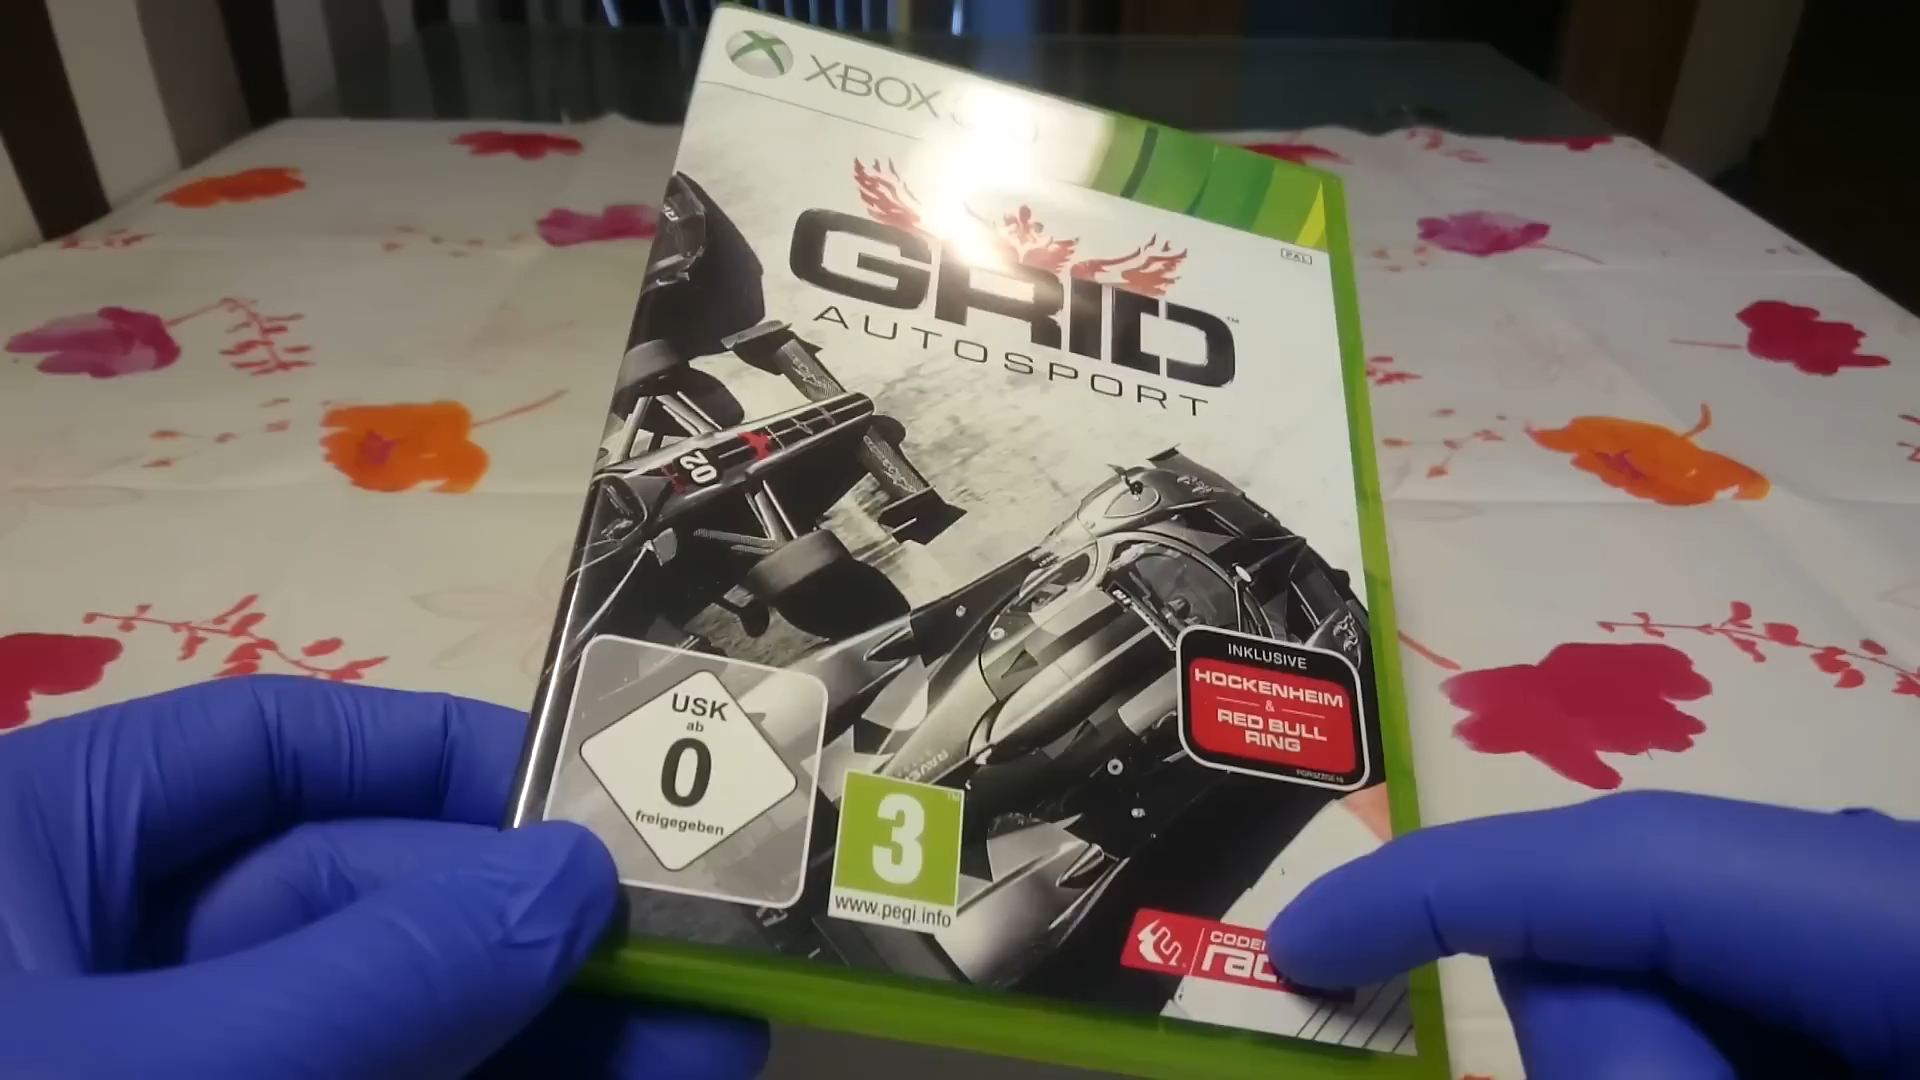 XBOX
PAL
GRID
AUTOSPORT
02
INKLUSIVE
HOCKENHEIM
&
RED BULL
RING
USK
ab
0
freigegeben
3
www.pegi.info